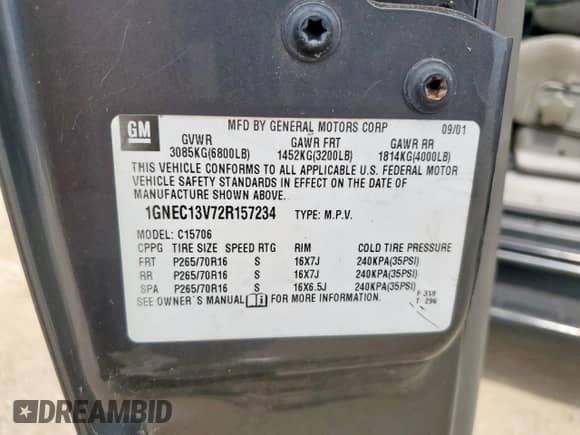 GM
MFD BY GENERAL MOTORS CORP 09/01
GVWR GAWR FRT GAWR RR
3085KG(6800LB) 1452KG(3200LB) 1814KG(4000LB)
THIS VEHICLE CONFORMS TO ALL APPLICABLE U.S. FEDERAL MOTOR
VEHICLE SAFETY STANDARDS IN EFFECT ON THE DATE OF
MANUFACTURE SHOWN ABOVE.
1GNEC13V72R157234 TYPE: M.P.V.
MODEL: C15706
CPPG TIRE SIZE SPEED RTG RIM COLD TIRE PRESSURE
FRT P265/70R16 S 16X7J 240KPA(35PSI)
RR P265/70R16 S 16X7J 240KPA(35PSI)
SPA P265/70R16 S 16X6.5J 240KPA(35PSI)
SEE OWNER'S MANUAL FOR MORE INFORMATION.
F 310
T 296
DREAMBID